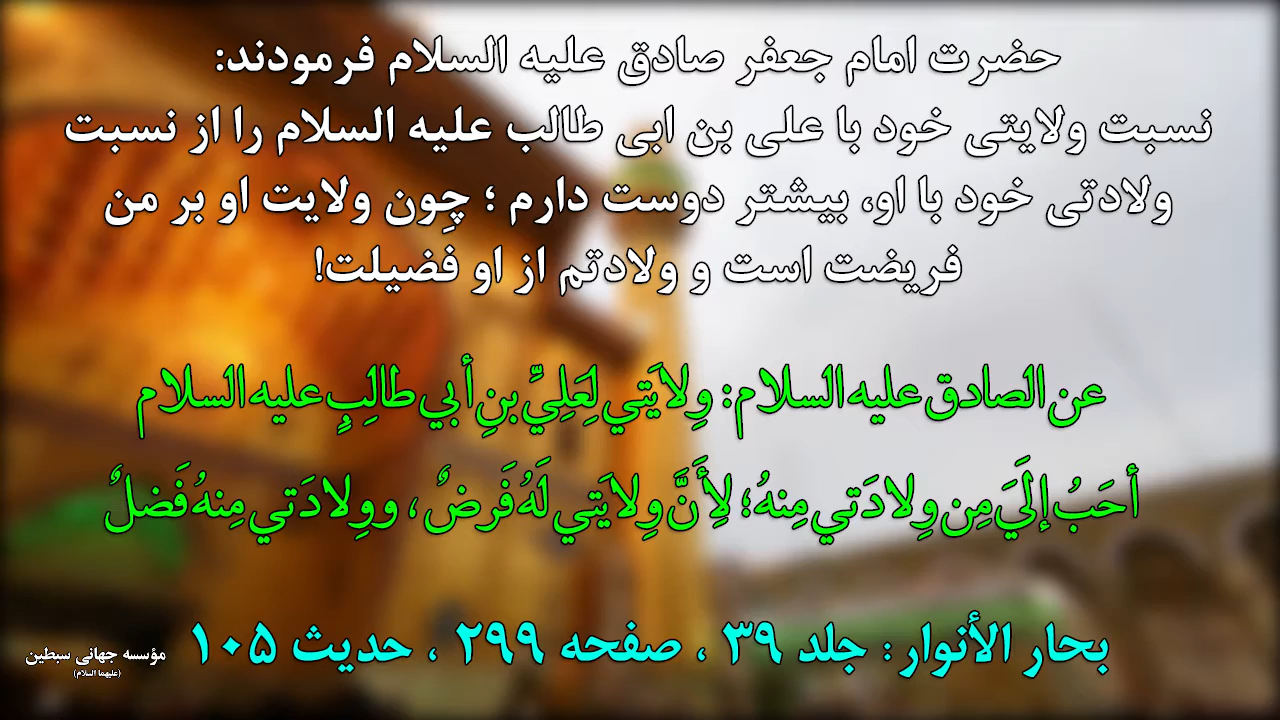 حضرت امام جعفر صادق علیه السلام فرمودند:
نسبت ولایتی خود با علی بن ابی طالب علیه السلام را از نسبت
ولادتی خود با او، بیشتر دوست دارم ؛ چِون ولایت او بر من
فریضت است و ولادتم از او فضیلت!
عن الصادق علیه السلام: وِلايَتي لِعَلِيِّ بنِ أبي طالِبٍ علیه السلام
أحَبُ إلَيَ مِن وِلادَتي مِنهُ؛ لِأَنَّ وِلايَتي لَهُ فَرضٌ، ووِلادَتي مِنهُ فَضلٌ
بحار الأنوار: جلد ۳۹ ، صفحه ۲۹۹ ، حدیث ۱۰۵
مؤسسه جهانی سبطین
(علیهما السلام)